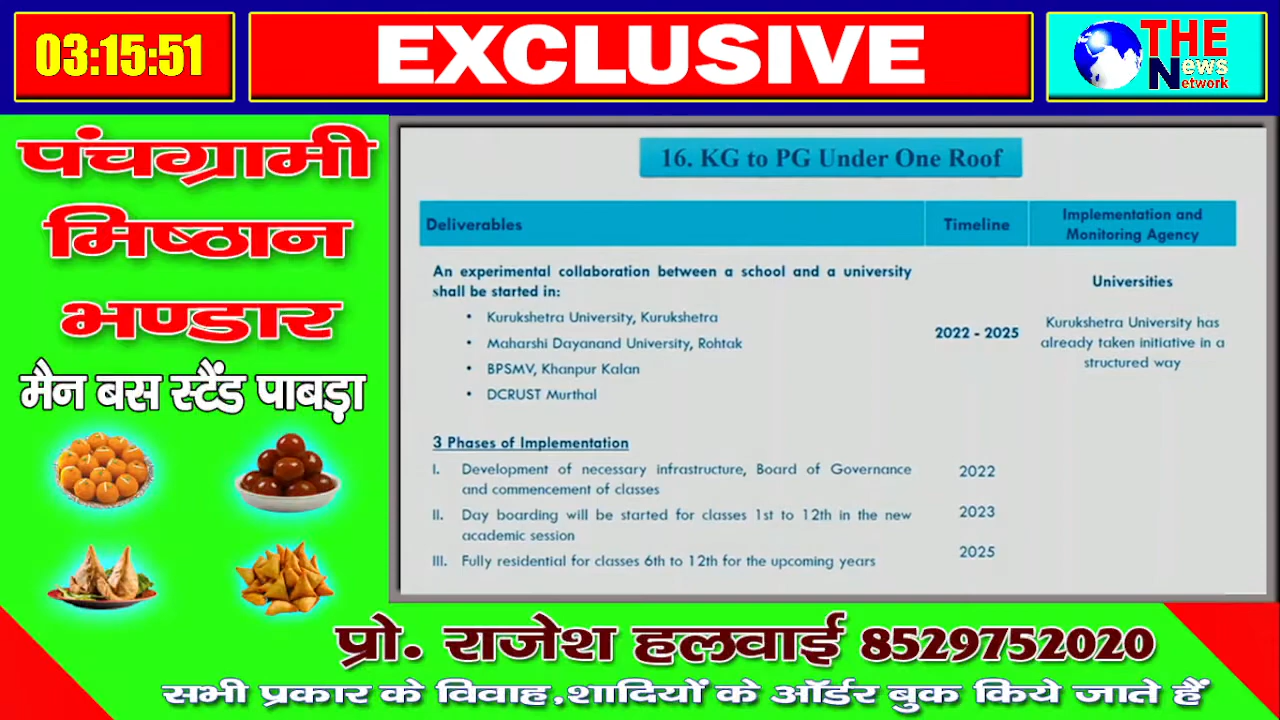 03:15:51
EXCLUSIVE
THE
News
Network
पंचग्रामी
मिष्ठान
भण्डार
मैन बस स्टैंड पाबड़ा
16. KG to PG Under One Roof
Deliverables
Timeline
Implementation and
Monitoring Agency
An experimental collaboration between a school and a university
shall be started in:
• Kurukshetra University, Kurukshetra
• Maharshi Dayanand University, Rohtak
• BPSMV, Khanpur Kalan
• DCRUST Murthal
2022 - 2025
Universities
Kurukshetra University has
already taken initiative in a
structured way
3 Phases of Implementation
I. Development of necessary infrastructure, Board of Governance
and commencement of classes
2022
II. Day boarding will be started for classes 1st to 12th in the new
academic session
2023
III. Fully residential for classes 6th to 12th for the upcoming years
2025
प्रो. राजेश हलवाई 8529752020
सभी प्रकार के विवाह,शादियों के ऑर्डर बुक किये जाते हैं